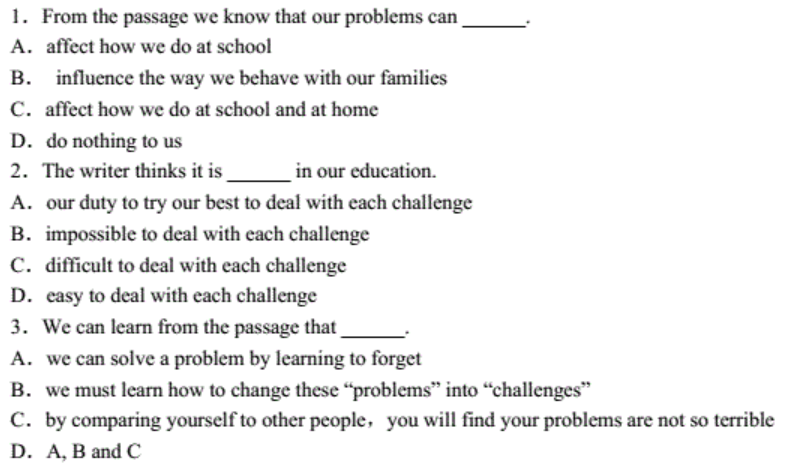 1. From the passage we know that our problems can ______.
A. affect how we do at school
B. influence the way we behave with our families
C. affect how we do at school and at home
D. do nothing to us
2. The writer thinks it is ______ in our education.
A. our duty to try our best to deal with each challenge
B. impossible to deal with each challenge
C. difficult to deal with each challenge
D. easy to deal with each challenge
3. We can learn from the passage that ______.
A. we can solve a problem by learning to forget
B. we must learn how to change these “problems” into “challenges”
C. by comparing yourself to other people，you will find your problems are not so terrible
D. A, B and C